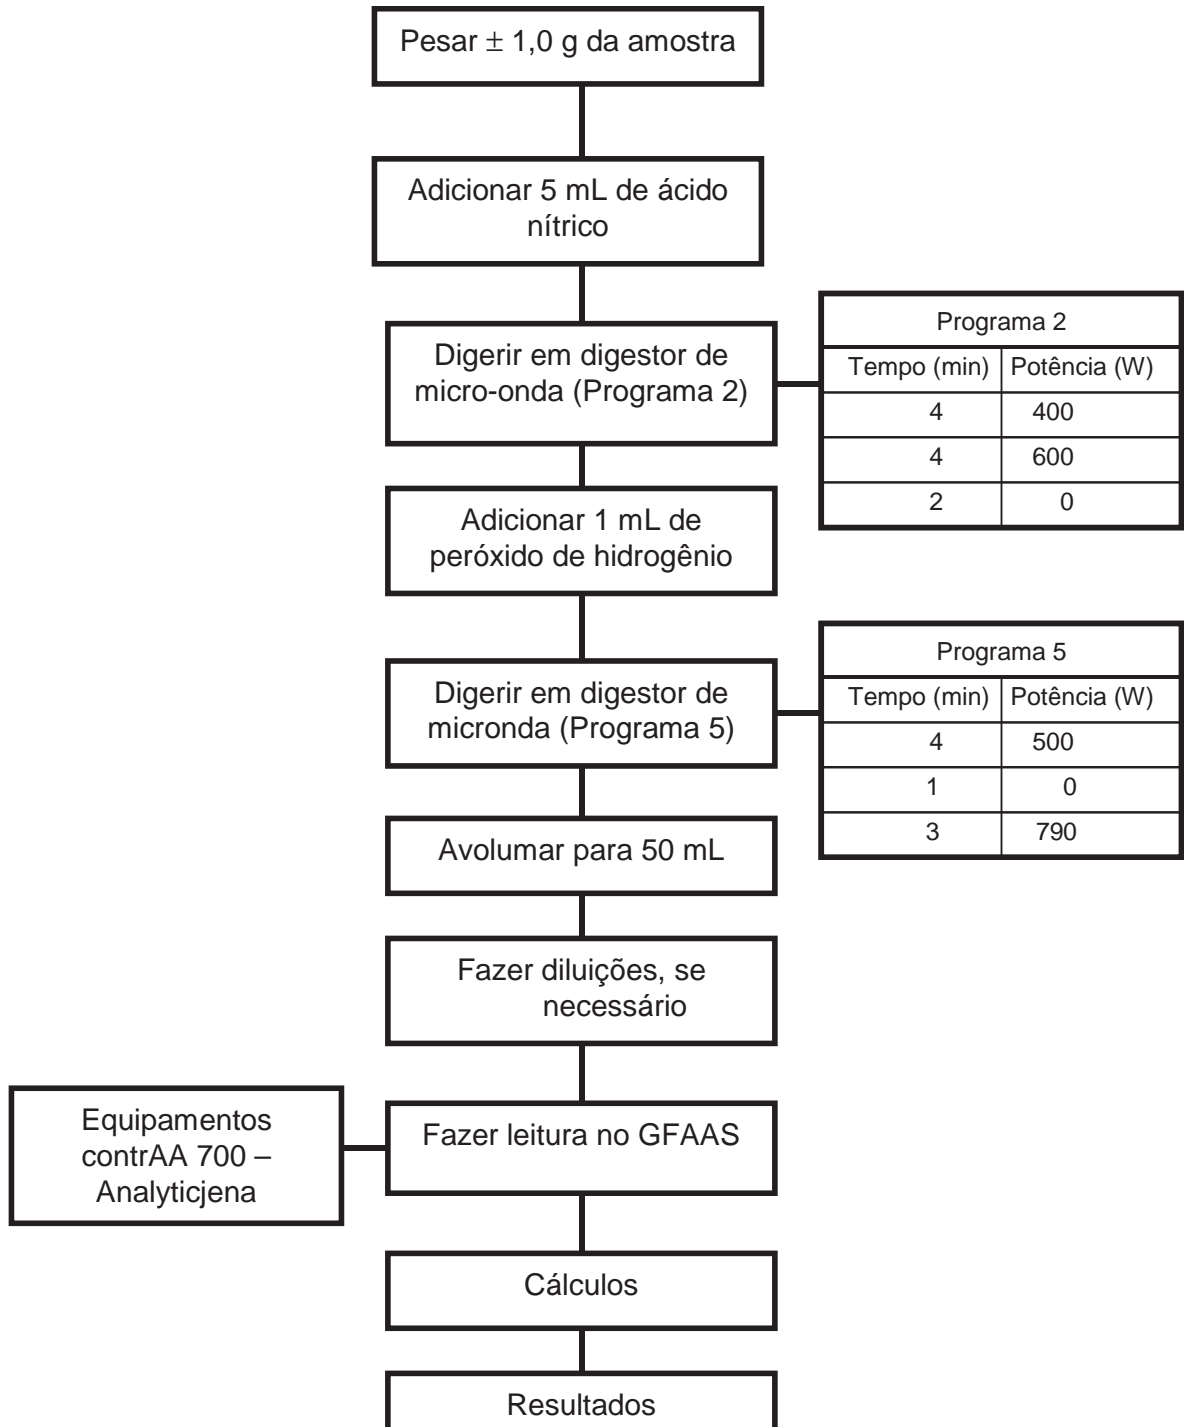 Pesar ± 1,0 g da amostra
Adicionar 5 mL de ácido
nítrico
Digerir em digestor de
micro-onda (Programa 2)
Programa 2
Tempo (min) Potência (W)
4 400
4 600
2 0
Adicionar 1 mL de
peróxido de hidrogênio
Digerir em digestor de
micronda (Programa 5)
Programa 5
Tempo (min) Potência (W)
4 500
1 0
3 790
Avolumar para 50 mL
Fazer diluições, se
necessário
Equipamentos
contrAA 700 –
Analyticjena
Fazer leitura no GFAAS
Cálculos
Resultados